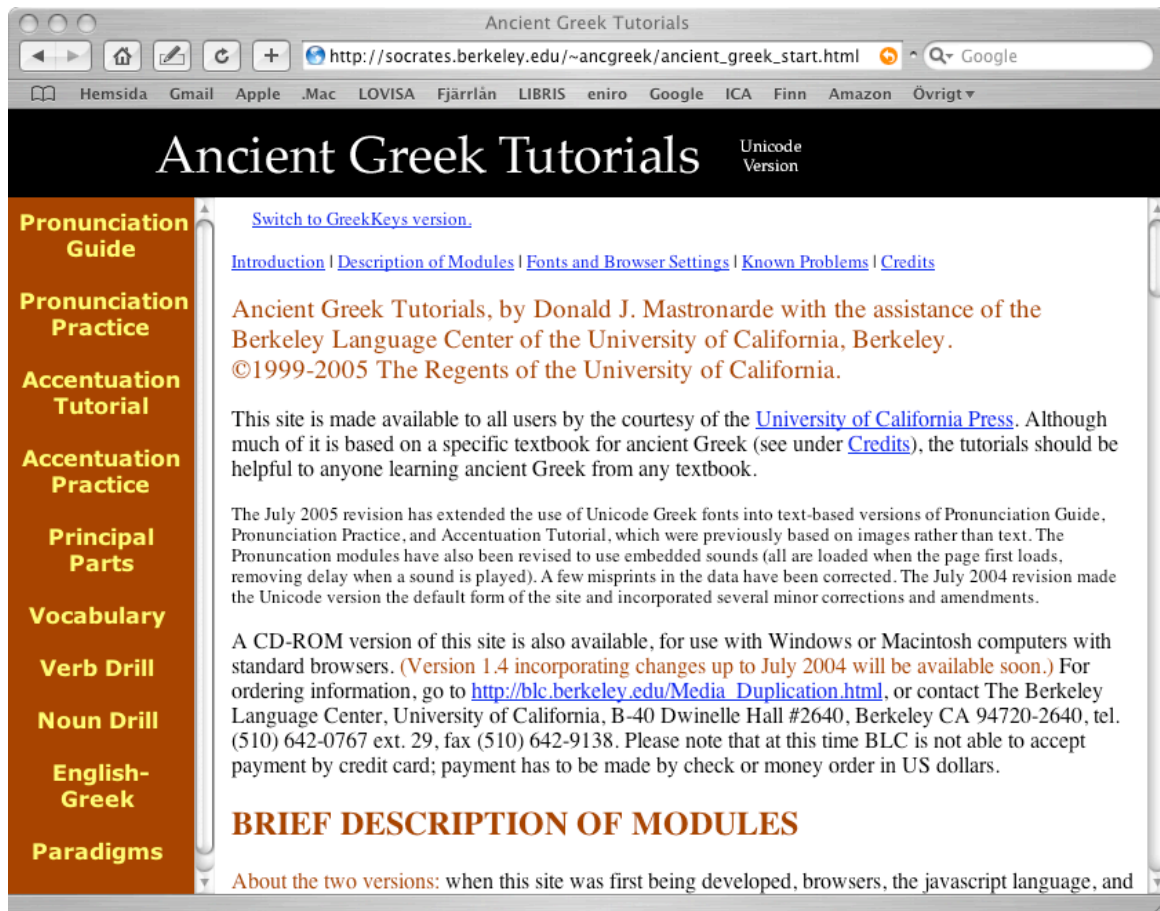 Ancient Greek Tutorials
http://socrates.berkeley.edu/~ancgreek/ancient_greek_start.html
Google
Hemsida Gmail Apple .Mac LOVISA Fjärrlån LIBRIS eniro Google ICA Finn Amazon Övrigt
Ancient Greek Tutorials
Unicode
Version
Pronunciation
Guide
Pronunciation
Practice
Accentuation
Tutorial
Accentuation
Practice
Principal
Parts
Vocabulary
Verb Drill
Noun Drill
English-
Greek
Paradigms
Switch to GreekKeys version.
Introduction | Description of Modules | Fonts and Browser Settings | Known Problems | Credits
Ancient Greek Tutorials, by Donald J. Mastronarde with the assistance of the
Berkeley Language Center of the University of California, Berkeley.
©1999-2005 The Regents of the University of California.
This site is made available to all users by the courtesy of the University of California Press. Although
much of it is based on a specific textbook for ancient Greek (see under Credits), the tutorials should be
helpful to anyone learning ancient Greek from any textbook.
The July 2005 revision has extended the use of Unicode Greek fonts into text-based versions of Pronunciation Guide,
Pronunciation Practice, and Accentuation Tutorial, which were previously based on images rather than text. The
Pronuncation modules have also been revised to use embedded sounds (all are loaded when the page first loads,
removing delay when a sound is played). A few misprints in the data have been corrected. The July 2004 revision made
the Unicode version the default form of the site and incorporated several minor corrections and amendments.
A CD-ROM version of this site is also available, for use with Windows or Macintosh computers with
standard browsers. (Version 1.4 incorporating changes up to July 2004 will be available soon.) For
ordering information, go to http://blc.berkeley.edu/Media_Duplication.html, or contact The Berkeley
Language Center, University of California, B-40 Dwinelle Hall #2640, Berkeley CA 94720-2640, tel.
(510) 642-0767 ext. 29, fax (510) 642-9138. Please note that at this time BLC is not able to accept
payment by credit card; payment has to be made by check or money order in US dollars.
BRIEF DESCRIPTION OF MODULES
About the two versions: when this site was first being developed, browsers, the javascript language, and